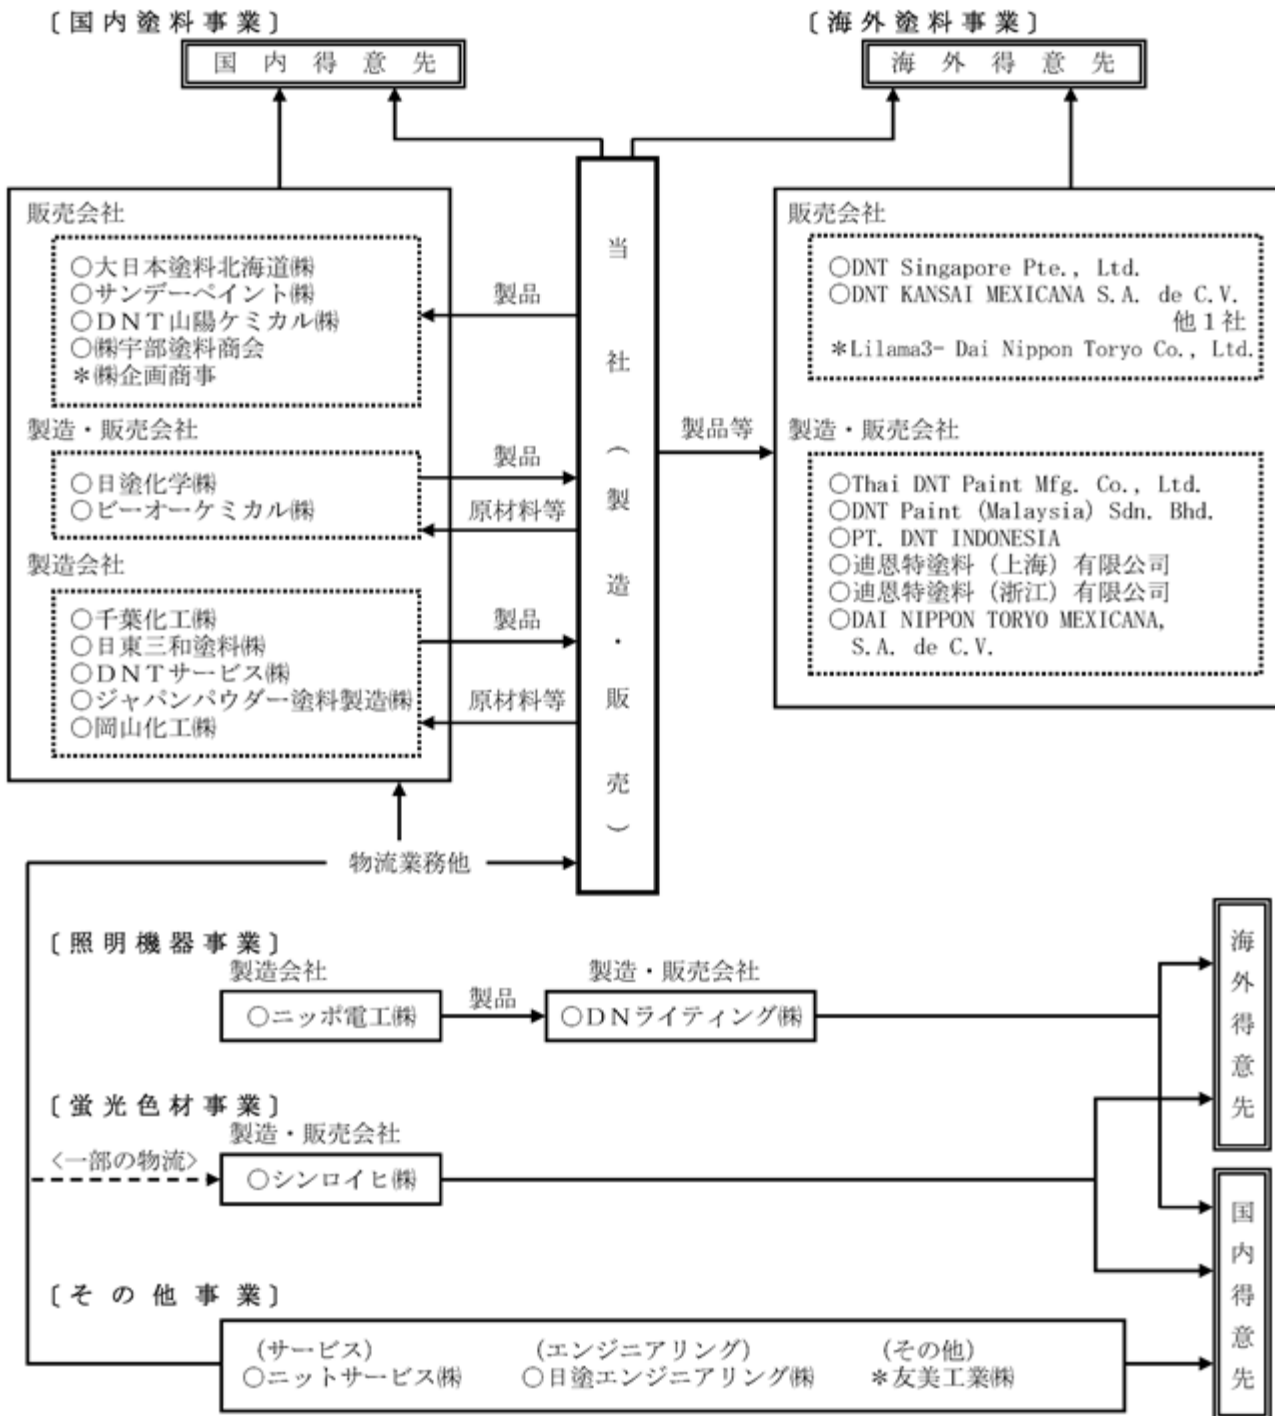 〔国内塗料事業〕
国内得意先
〔海外塗料事業〕
海外得意先
販売会社
○大日本塗料北海道㈱
○サンデーペイント㈱
○DNT山陽ケミカル㈱
○㈱宇部塗料商会
＊㈱企画商事
製造・販売会社
○日塗化学㈱
○ビーオーケミカル㈱
製造会社
○千葉化工㈱
○日東三和塗料㈱
○DNTサービス㈱
○ジャパンパウダー塗料製造㈱
○岡山化工㈱
製品
製品
原材料等
製品
原材料等
当社（製造・販売）
製品等
販売会社
○DNT Singapore Pte., Ltd.
○DNT KANSAI MEXICANA S.A. de C.V.
他１社
＊Lilama3- Dai Nippon Toryo Co., Ltd.
製造・販売会社
○Thai DNT Paint Mfg. Co., Ltd.
○DNT Paint (Malaysia) Sdn. Bhd.
○PT. DNT INDONESIA
○迪恩特塗料（上海）有限公司
○迪恩特塗料（浙江）有限公司
○DAI NIPPON TORYO MEXICANA,
S.A. de C.V.
物流業務他
〔照明機器事業〕
製造会社
○ニッポ電工㈱
製品
製造・販売会社
○DNライティング㈱
海外得意先
〔蛍光色材事業〕
製造・販売会社
<一部の物流>
○シンロイヒ㈱
国内得意先
〔その他事業〕
(サービス)
○ニットサービス㈱
(エンジニアリング)
○日塗エンジニアリング㈱
(その他)
＊友美工業㈱